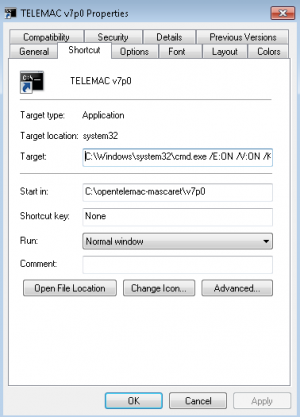 TELEMAC v7p0 Properties
Compatibility Security Details Previous Versions
General Shortcut Options Font Layout Colors
TELEMAC v7p0
Target type: Application
Target location: system32
Target: C:\Windows\system32\cmd.exe /E:ON /V:ON /K
Start in: C:\opentelemac-mascaret\v7p0
Shortcut key: None
Run: Normal window
Comment:
Open File Location Change Icon... Advanced...
OK Cancel Apply